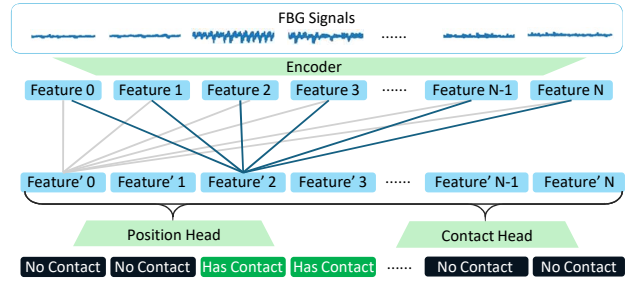 FBG Signals
......
Encoder
Feature 0 Feature 1 Feature 2 Feature 3 ...... Feature N-1 Feature N
Feature' 0 Feature' 1 Feature' 2 Feature' 3 ...... Feature' N-1 Feature' N
Position Head Contact Head
No Contact No Contact Has Contact Has Contact ...... No Contact No Contact